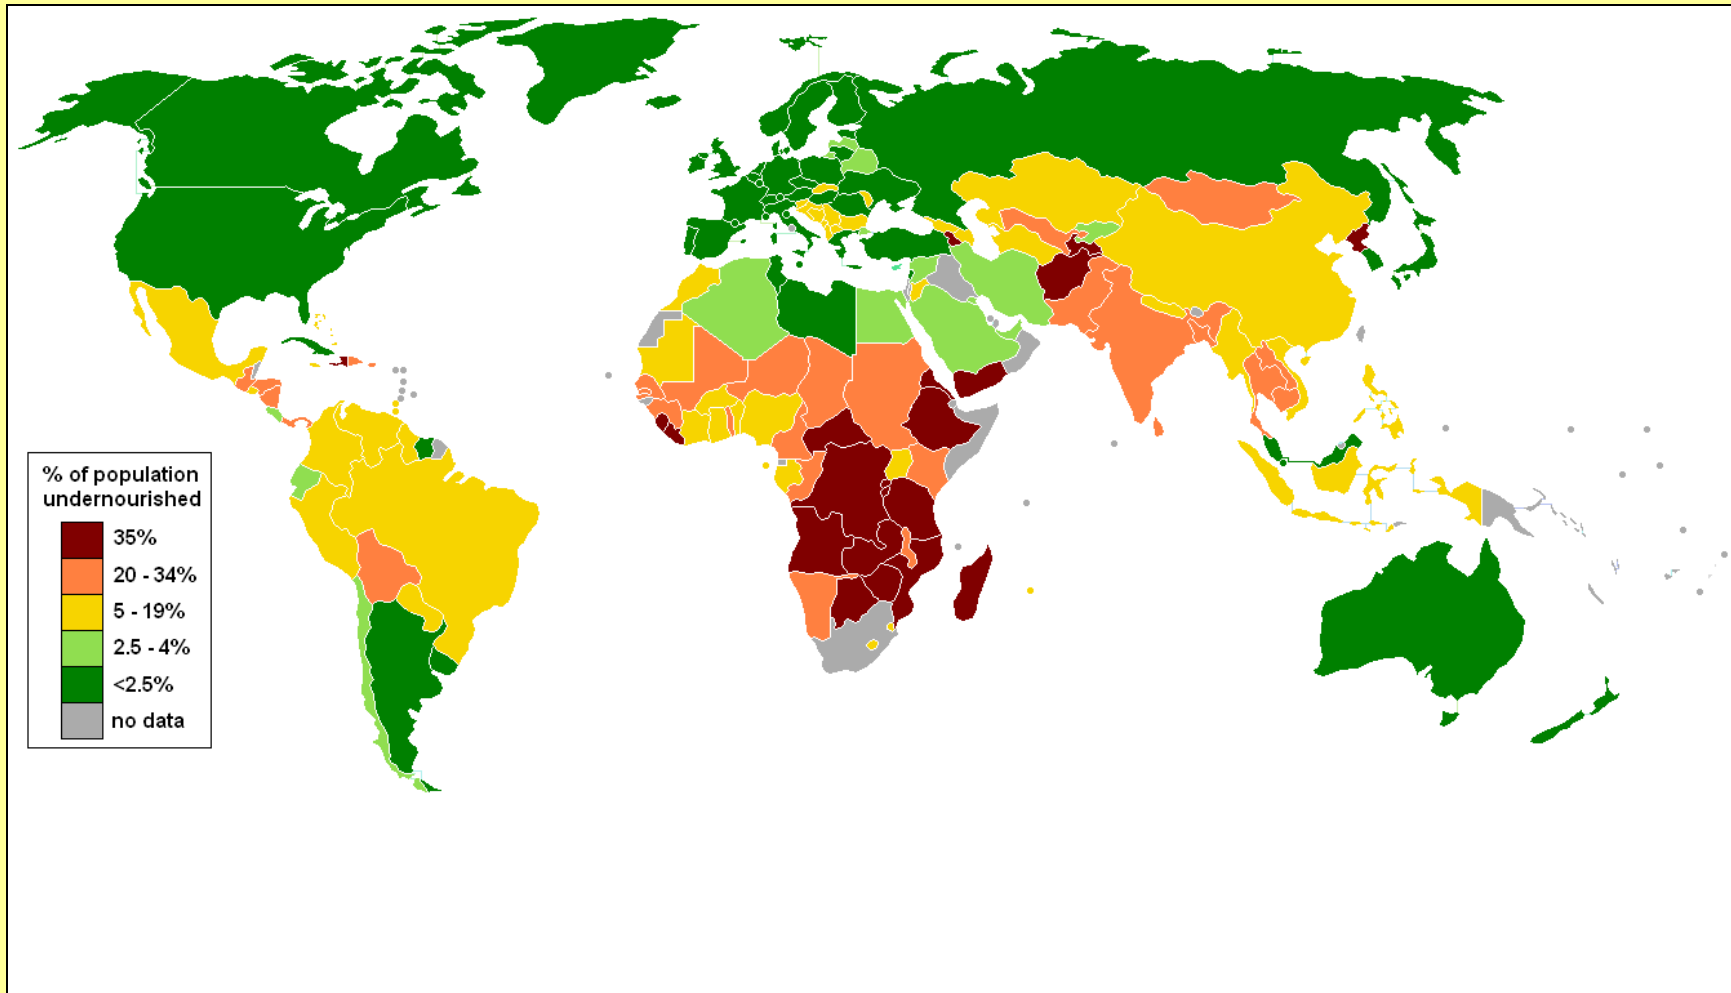 % of population
undernourished
35%
20 - 34%
5 - 19%
2.5 - 4%
<2.5%
no data